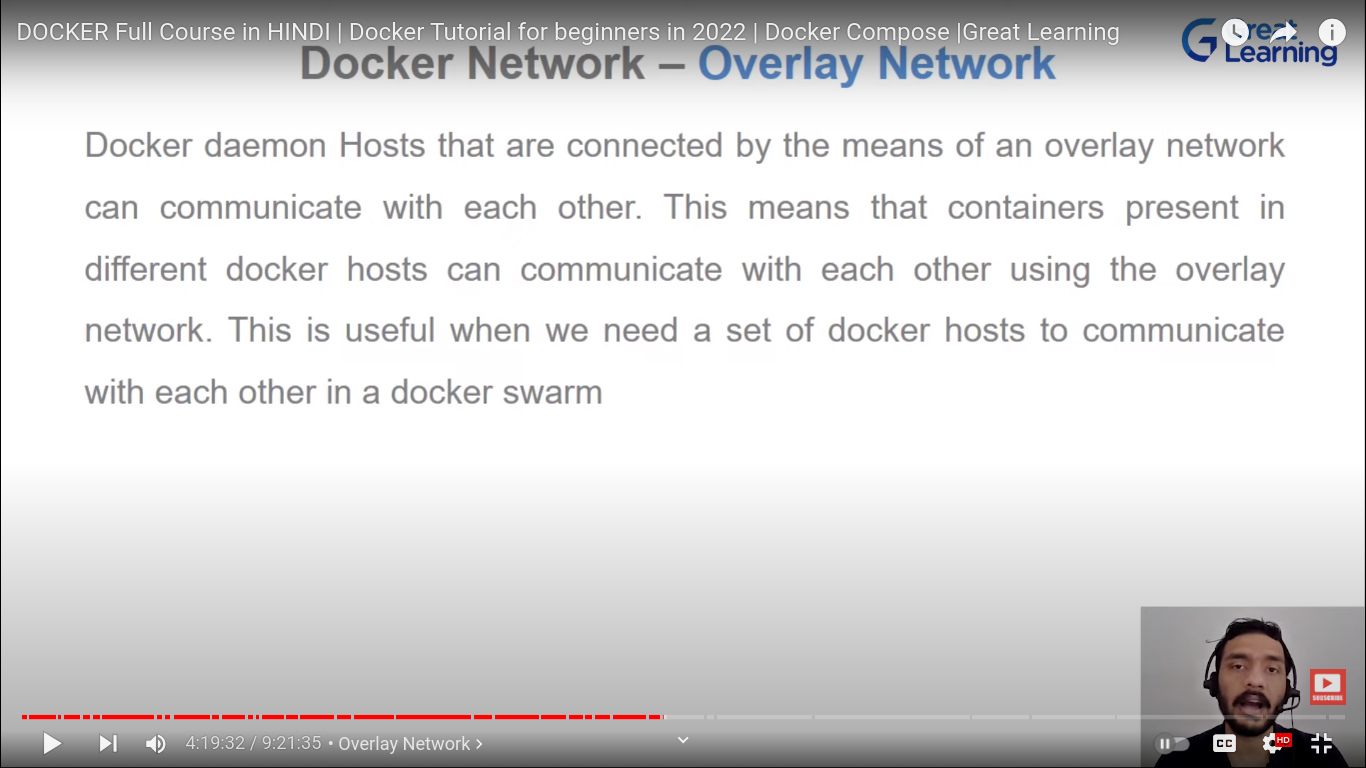 DOCKER Full Course in HINDI | Docker Tutorial for beginners in 2022 | Docker Compose |Great Learning
Great
Learning
Docker Network – Overlay Network
Docker daemon Hosts that are connected by the means of an overlay network
can communicate with each other. This means that containers present in
different docker hosts can communicate with each other using the overlay
network. This is useful when we need a set of docker hosts to communicate
with each other in a docker swarm
SUBSCRIBE
4:19:32 / 9:21:35 • Overlay Network
CC
HD